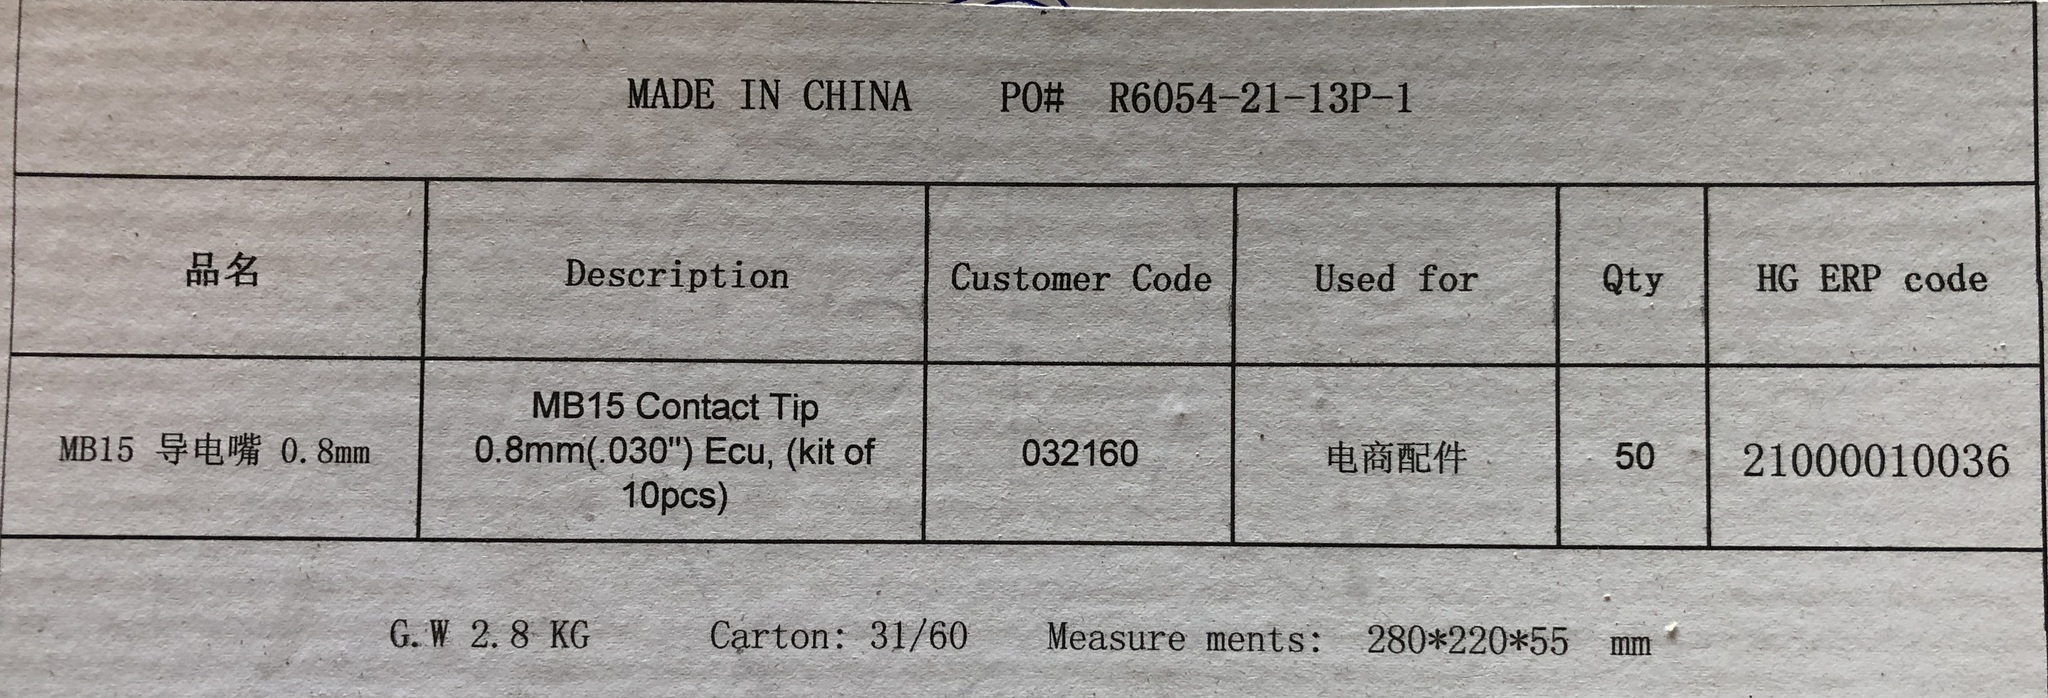 MADE IN CHINA PO# R6054-21-13P-1
品名 Description Customer Code Used for Qty HG ERP code
MB15 导电嘴 0.8mm
MB15 Contact Tip
0.8mm(.030") Ecu, (kit of
10pcs)
032160
电商配件
50
21000010036
G.W 2.8 KG Carton: 31/60 Measure ments: 280*220*55 mm